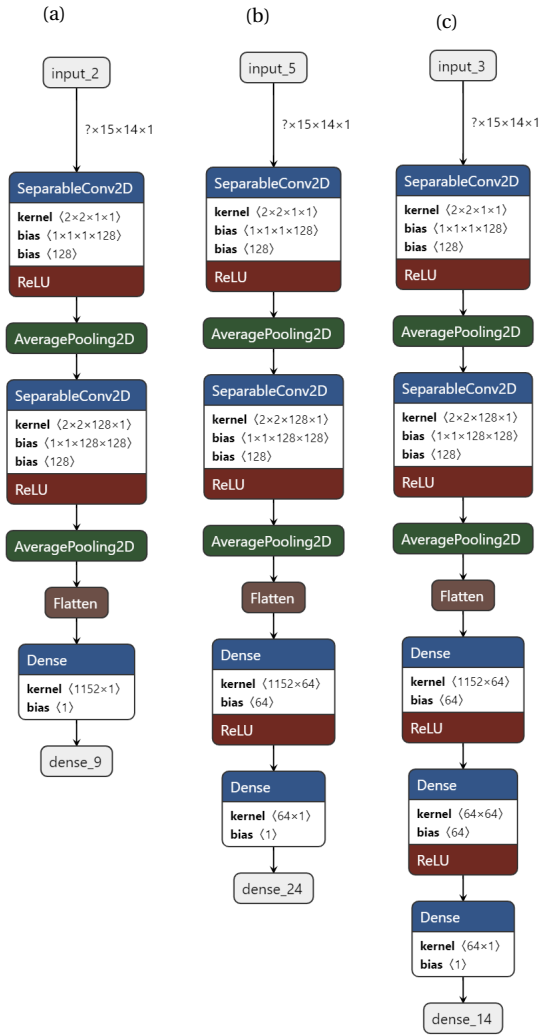 (a)
input_2
?×15×14×1
SeparableConv2D
kernel ⟨2×2×1×1⟩
bias ⟨1×1×1×128⟩
bias ⟨128⟩
ReLU
AveragePooling2D
SeparableConv2D
kernel ⟨2×2×128×1⟩
bias ⟨1×1×128×128⟩
bias ⟨128⟩
ReLU
AveragePooling2D
Flatten
Dense
kernel ⟨1152×1⟩
bias ⟨1⟩
dense_9
(b)
input_5
?×15×14×1
SeparableConv2D
kernel ⟨2×2×1×1⟩
bias ⟨1×1×1×128⟩
bias ⟨128⟩
ReLU
AveragePooling2D
SeparableConv2D
kernel ⟨2×2×128×1⟩
bias ⟨1×1×128×128⟩
bias ⟨128⟩
ReLU
AveragePooling2D
Flatten
Dense
kernel ⟨1152×64⟩
bias ⟨64⟩
ReLU
Dense
kernel ⟨64×1⟩
bias ⟨1⟩
dense_24
(c)
input_3
?×15×14×1
SeparableConv2D
kernel ⟨2×2×1×1⟩
bias ⟨1×1×1×128⟩
bias ⟨128⟩
ReLU
AveragePooling2D
SeparableConv2D
kernel ⟨2×2×128×1⟩
bias ⟨1×1×128×128⟩
bias ⟨128⟩
ReLU
AveragePooling2D
Flatten
Dense
kernel ⟨1152×64⟩
bias ⟨64⟩
ReLU
Dense
kernel ⟨64×64⟩
bias ⟨64⟩
ReLU
Dense
kernel ⟨64×1⟩
bias ⟨1⟩
dense_14